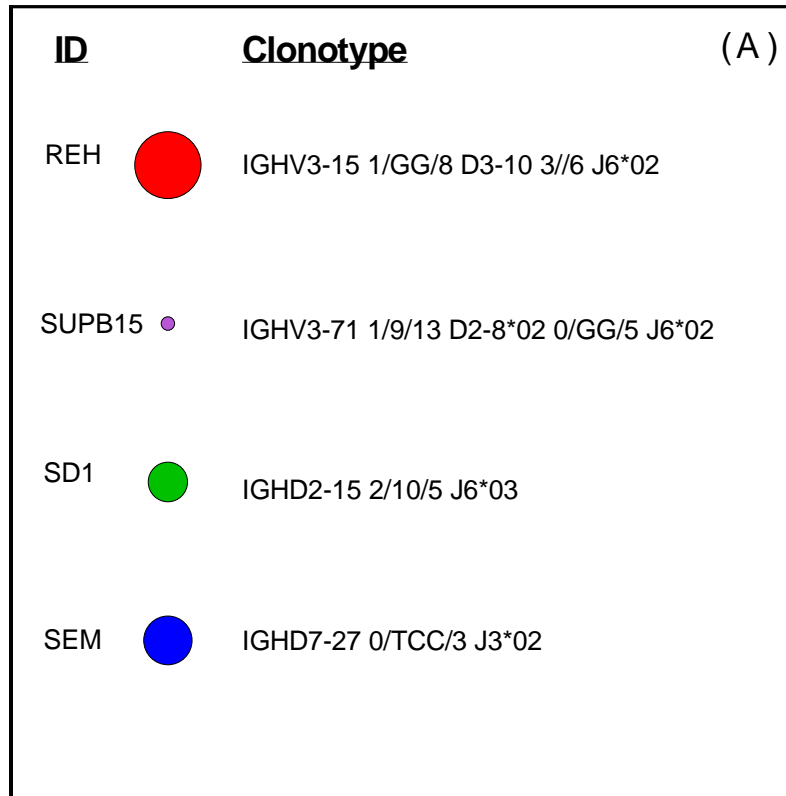 ID Clonotype (A)
REH IGHV3-15 1/GG/8 D3-10 3//6 J6*02
SUPB15 IGHV3-71 1/9/13 D2-8*02 0/GG/5 J6*02
SD1 IGHD2-15 2/10/5 J6*03
SEM IGHD7-27 0/TCC/3 J3*02